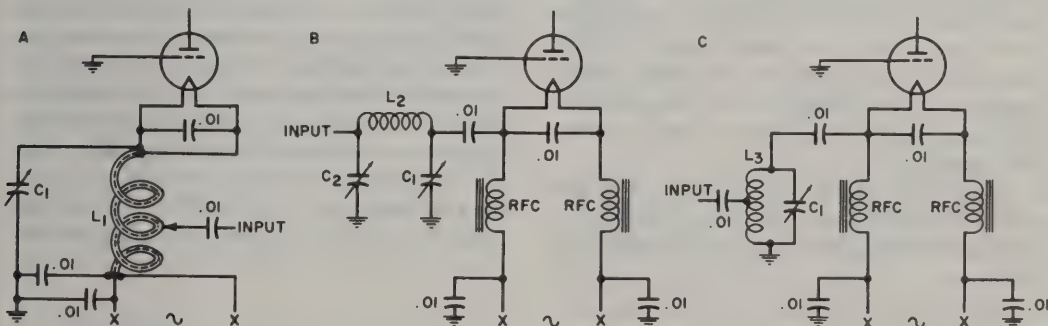 A
B
C
.01
C1
L1
.01
INPUT
.01
.01
X ~ X
L2
INPUT
.01
.01
C2
C1
RFC
RFC
.01
.01
X ~ X
.01
.01
L3
INPUT
.01
C1
RFC
RFC
.01
.01
X ~ X